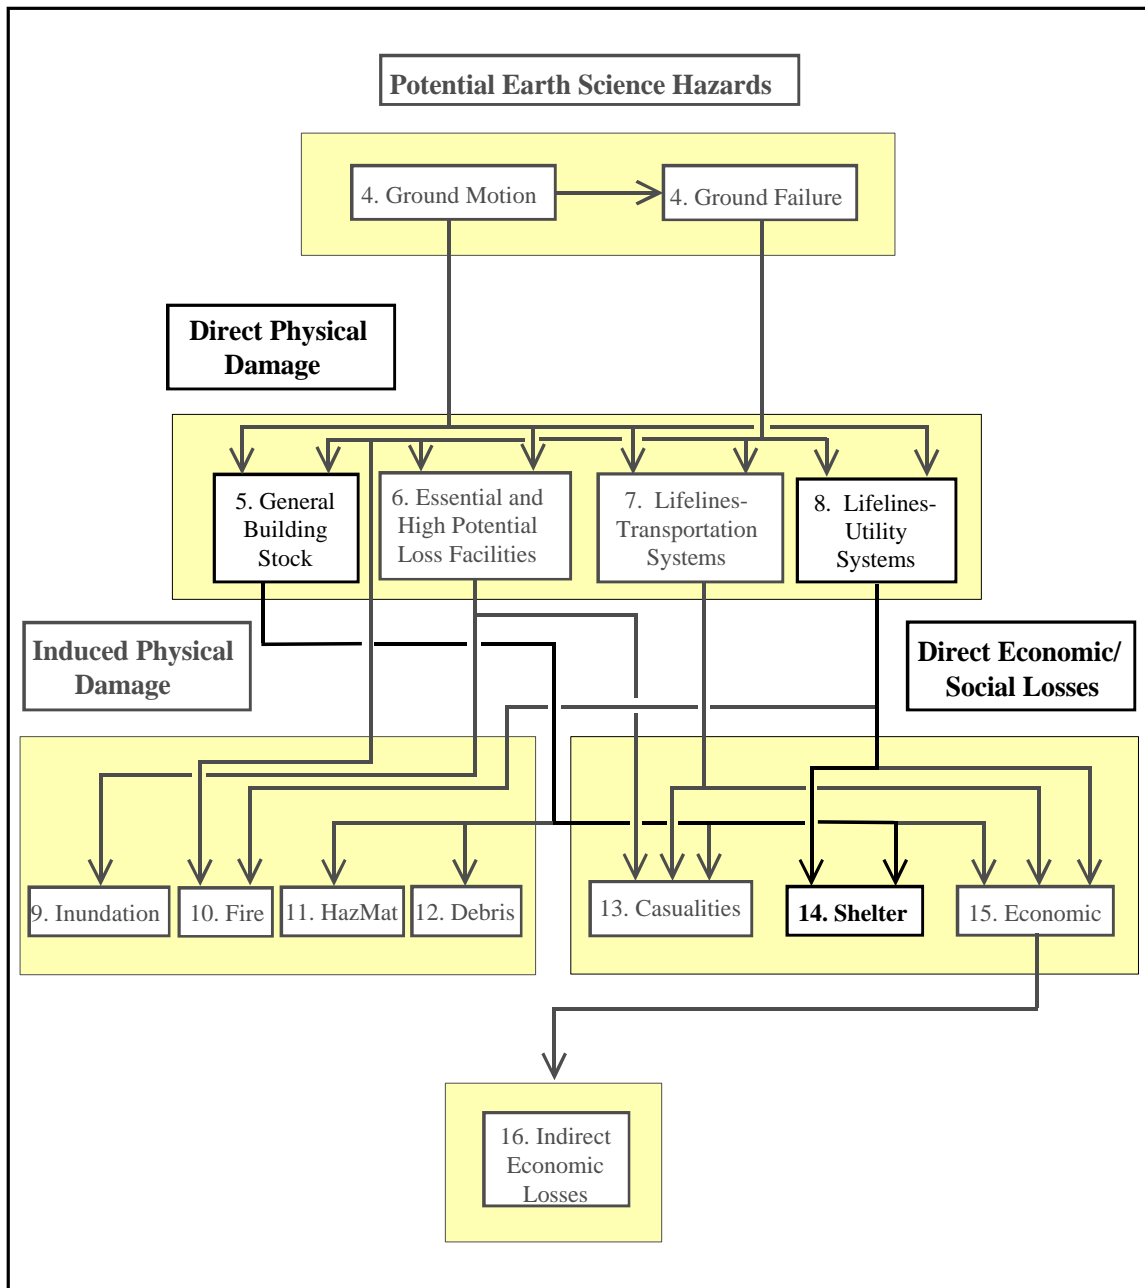 Potential Earth Science Hazards
4. Ground Motion
4. Ground Failure
Direct Physical
Damage
5. General
Building
Stock
6. Essential and
High Potential
Loss Facilities
7. Lifelines-
Transportation
Systems
8. Lifelines-
Utility
Systems
Induced Physical
Damage
Direct Economic/
Social Losses
9. Inundation
10. Fire
11. HazMat
12. Debris
13. Casualities
14. Shelter
15. Economic
16. Indirect
Economic
Losses